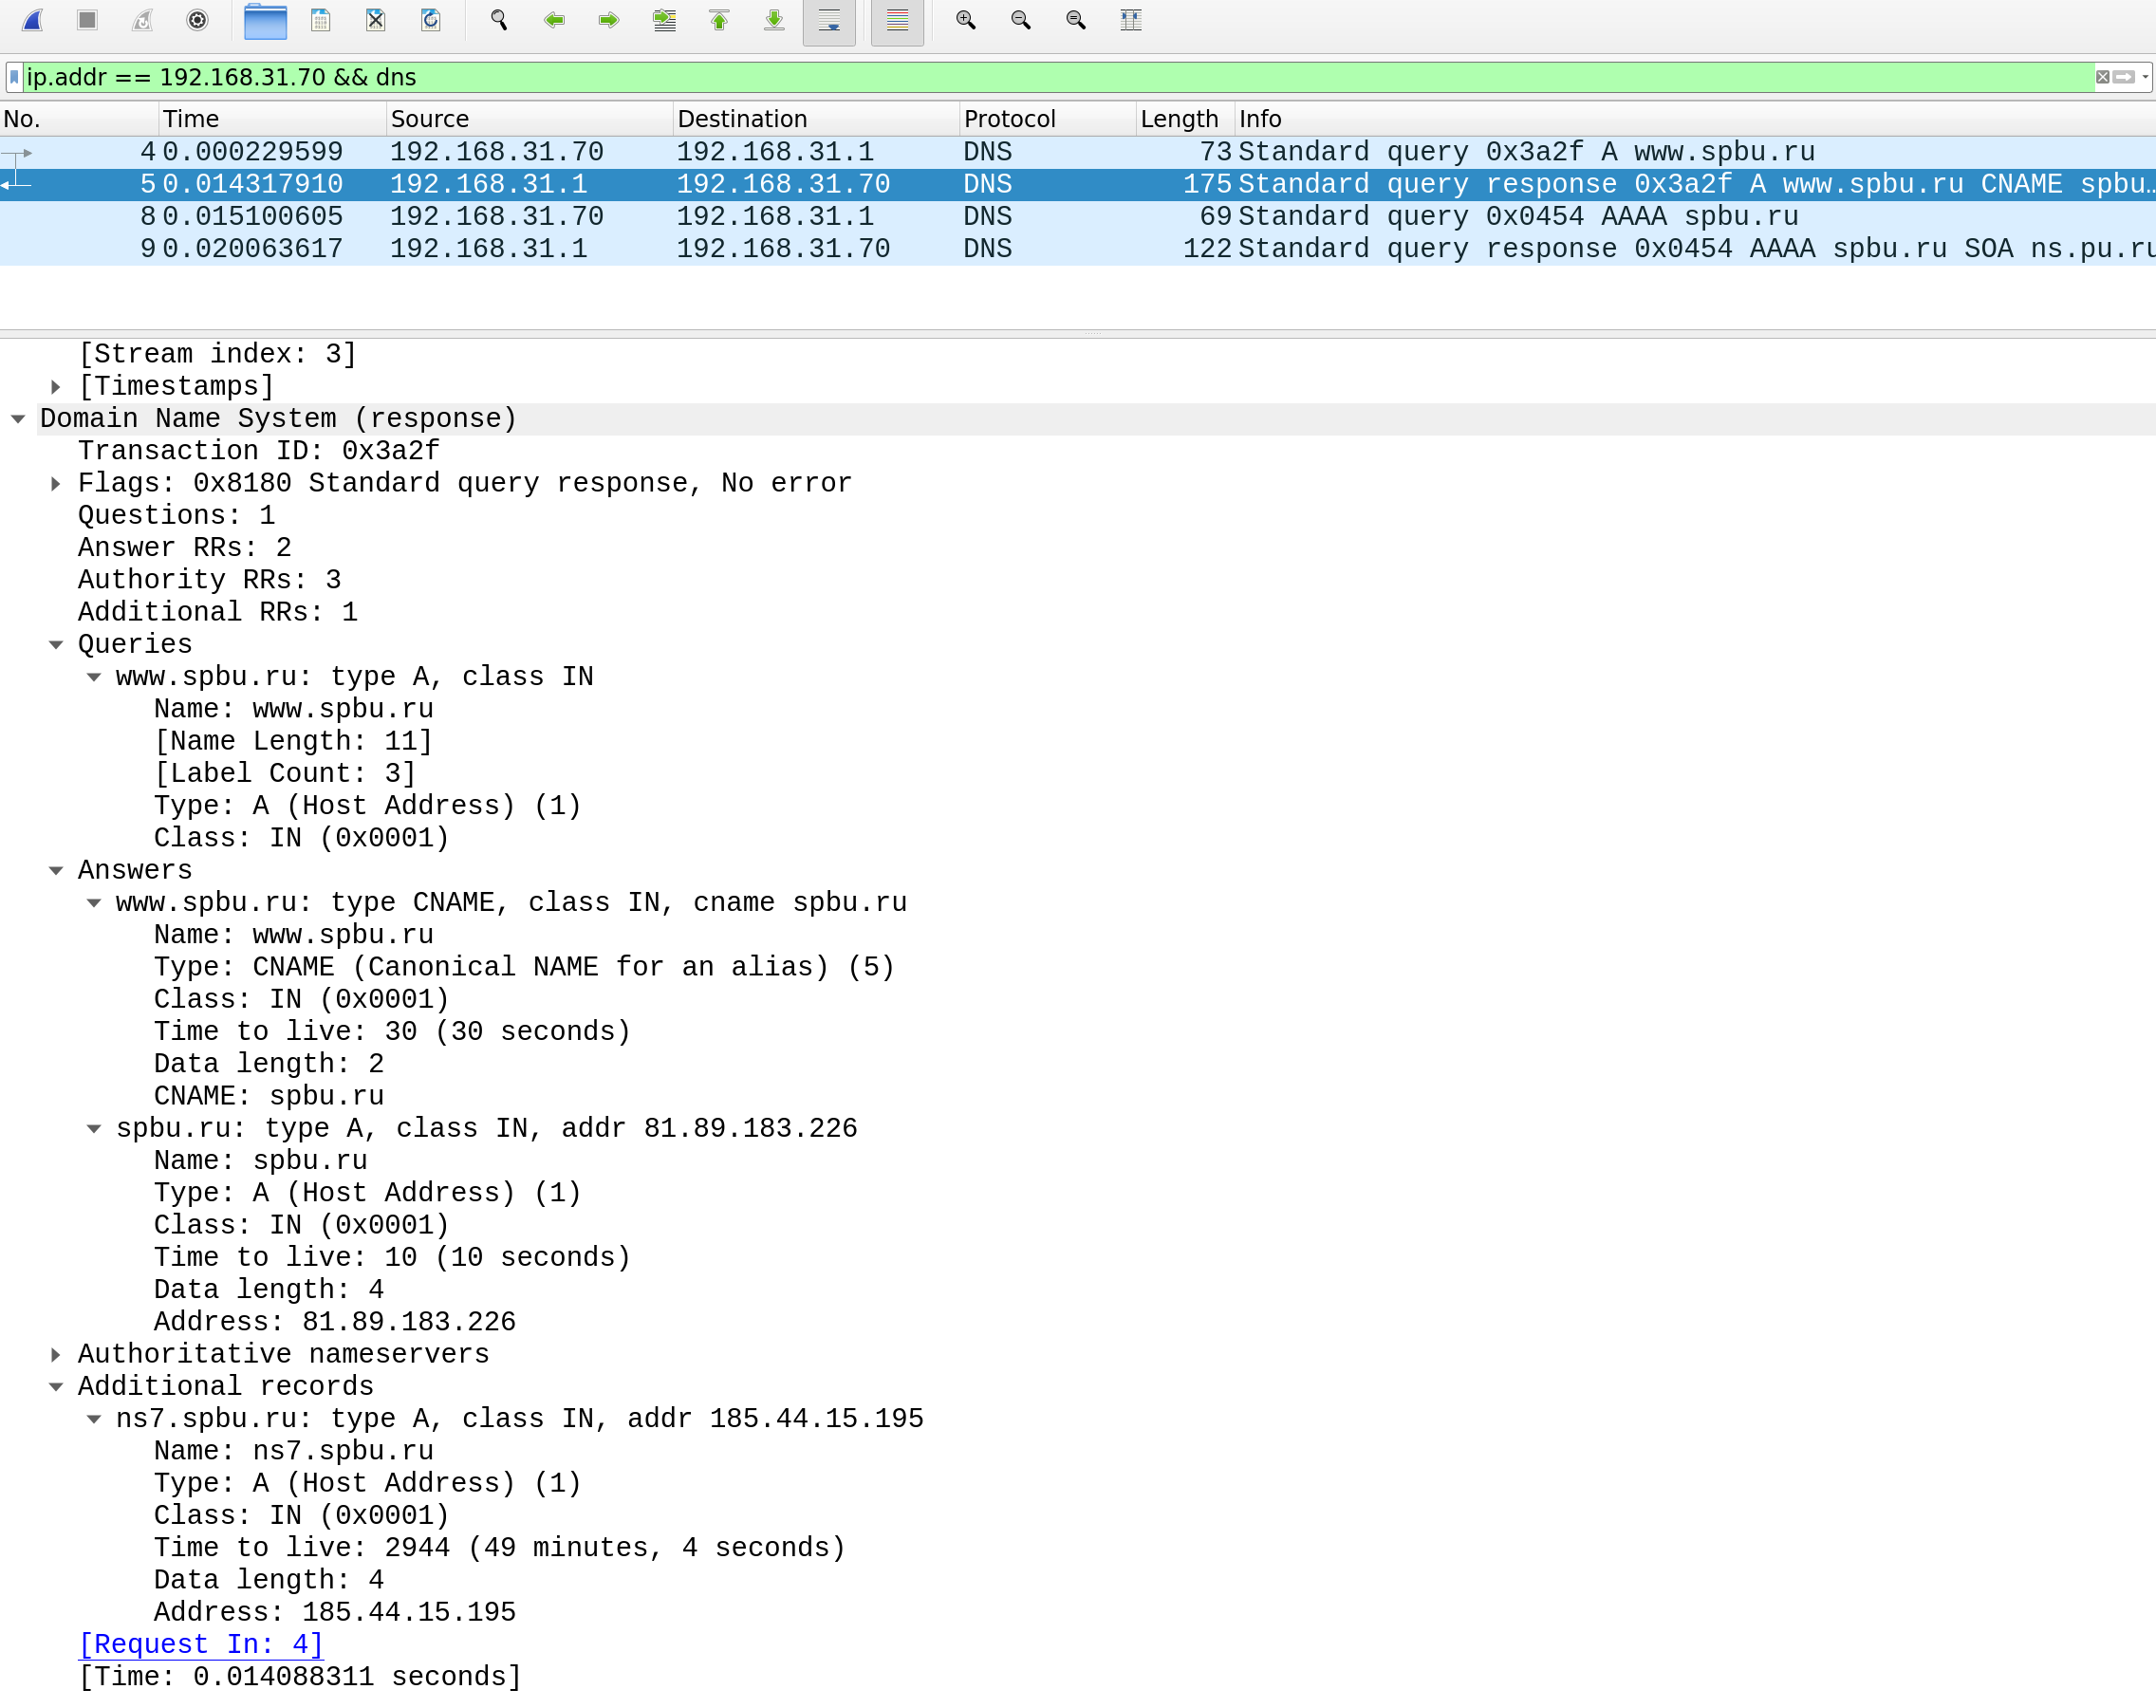 ip.addr == 192.168.31.70 && dns
No. Time Source Destination Protocol Length Info
4 0.000229599 192.168.31.70 192.168.31.1 DNS 73 Standard query 0x3a2f A www.spbu.ru
5 0.014317910 192.168.31.1 192.168.31.70 DNS 175 Standard query response 0x3a2f A www.spbu.ru CNAME spbu…
8 0.015100605 192.168.31.70 192.168.31.1 DNS 69 Standard query 0x0454 AAAA spbu.ru
9 0.020063617 192.168.31.1 192.168.31.70 DNS 122 Standard query response 0x0454 AAAA spbu.ru SOA ns.pu.ru
[Stream index: 3]
[Timestamps]
Domain Name System (response)
Transaction ID: 0x3a2f
Flags: 0x8180 Standard query response, No error
Questions: 1
Answer RRs: 2
Authority RRs: 3
Additional RRs: 1
Queries
www.spbu.ru: type A, class IN
Name: www.spbu.ru
[Name Length: 11]
[Label Count: 3]
Type: A (Host Address) (1)
Class: IN (0x0001)
Answers
www.spbu.ru: type CNAME, class IN, cname spbu.ru
Name: www.spbu.ru
Type: CNAME (Canonical NAME for an alias) (5)
Class: IN (0x0001)
Time to live: 30 (30 seconds)
Data length: 2
CNAME: spbu.ru
spbu.ru: type A, class IN, addr 81.89.183.226
Name: spbu.ru
Type: A (Host Address) (1)
Class: IN (0x0001)
Time to live: 10 (10 seconds)
Data length: 4
Address: 81.89.183.226
Authoritative nameservers
Additional records
ns7.spbu.ru: type A, class IN, addr 185.44.15.195
Name: ns7.spbu.ru
Type: A (Host Address) (1)
Class: IN (0x0001)
Time to live: 2944 (49 minutes, 4 seconds)
Data length: 4
Address: 185.44.15.195
[Request In: 4]
[Time: 0.014088311 seconds]